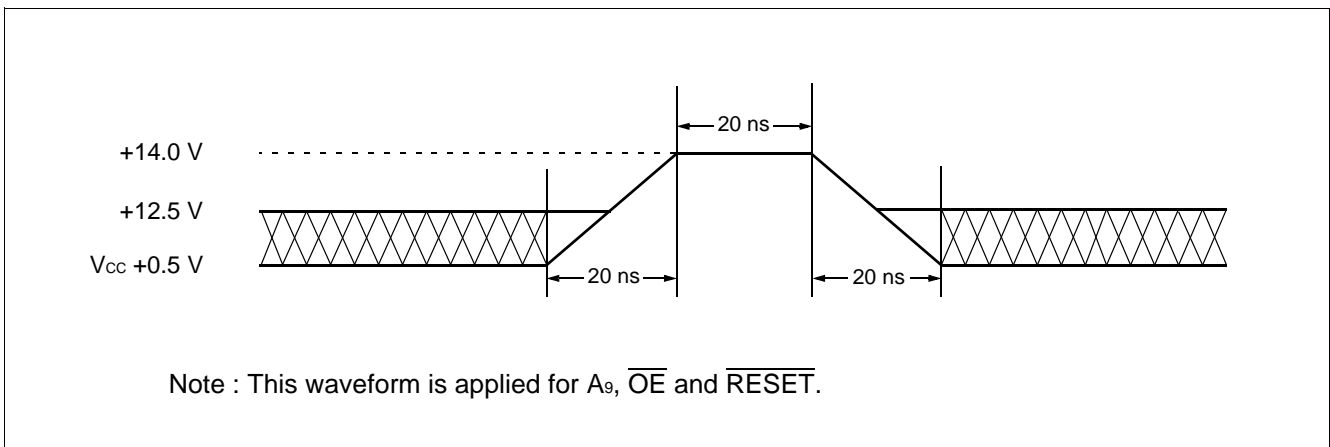 20 ns
+14.0 V
+12.5 V
Vcc +0.5 V
20 ns
20 ns
Note : This waveform is applied for A9, OE and RESET.